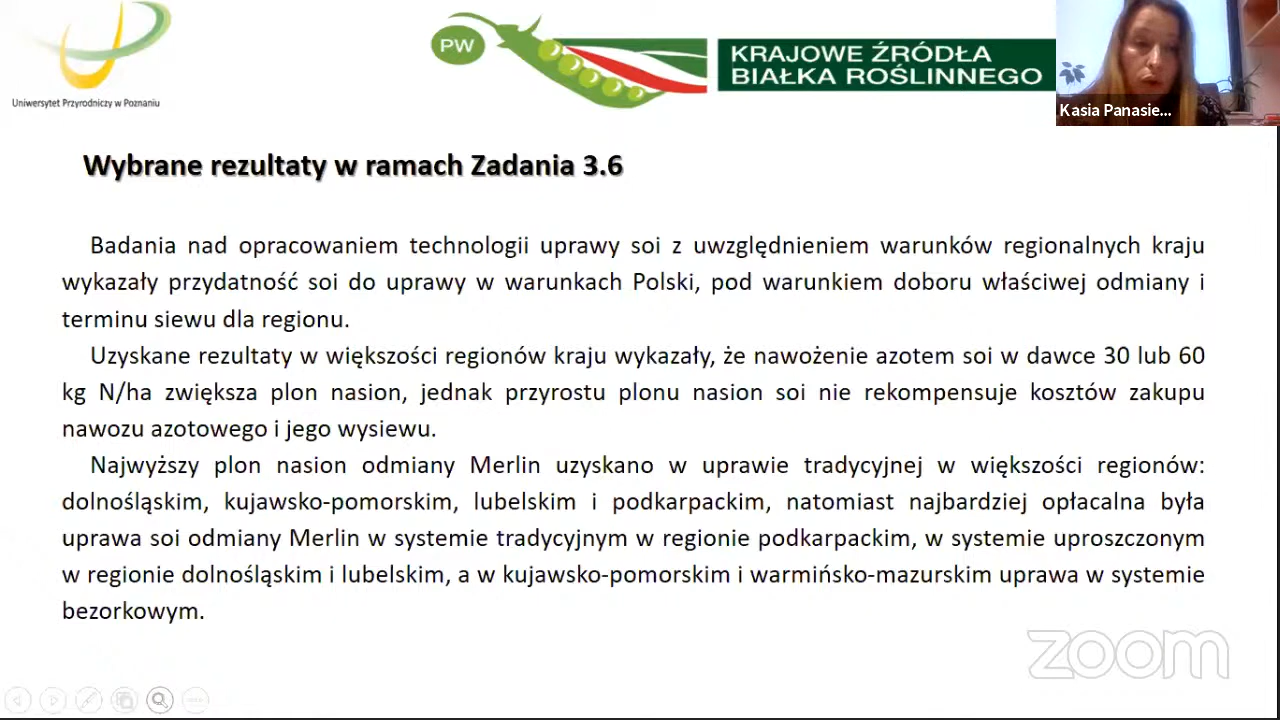 Uniwersytet Przyrodniczy w Poznaniu
PW
KRAJOWE ŹRÓDŁA
BIAŁKA ROŚLINNEGO
Kasia Panasie...
Wybrane rezultaty w ramach Zadania 3.6
Badania nad opracowaniem technologii uprawy soi z uwzględnieniem warunków regionalnych kraju
wykazały przydatność soi do uprawy w warunkach Polski, pod warunkiem doboru właściwej odmiany i
terminu siewu dla regionu.
Uzyskane rezultaty w większości regionów kraju wykazały, że nawożenie azotem soi w dawce 30 lub 60
kg N/ha zwiększa plon nasion, jednak przyrostu plonu nasion soi nie rekompensuje kosztów zakupu
nawozu azotowego i jego wysiewu.
Najwyższy plon nasion odmiany Merlin uzyskano w uprawie tradycyjnej w większości regionów:
dolnośląskim, kujawsko-pomorskim, lubelskim i podkarpackim, natomiast najbardziej opłacalna była
uprawa soi odmiany Merlin w systemie tradycyjnym w regionie podkarpackim, w systemie uproszczonym
w regionie dolnośląskim i lubelskim, a w kujawsko-pomorskim i warmińsko-mazurskim uprawa w systemie
bezorkowym.
zoom